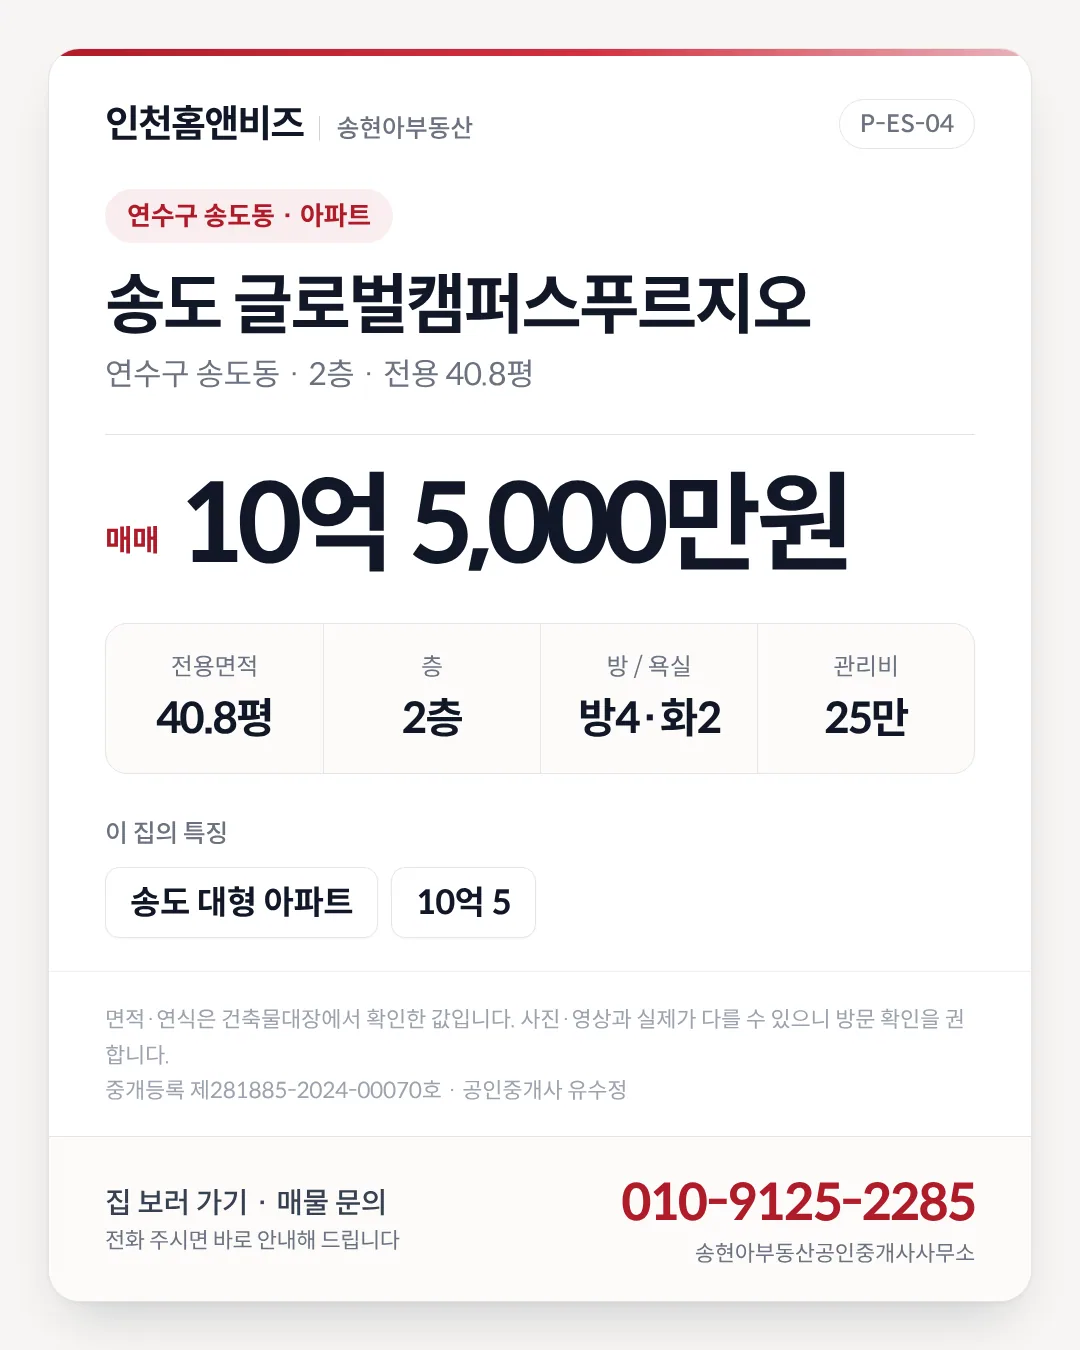 인천홈앤비즈 송현아부동산
P-ES-04
연수구 송도동 · 아파트
송도 글로벌캠퍼스푸르지오
연수구 송도동 · 2층 · 전용 40.8평
매매 10억 5,000만원
전용면적 층 방 / 욕실 관리비
40.8평 2층 방4·화2 25만
이 집의 특징
송도 대형 아파트 10억 5
면적·연식은 건축물대장에서 확인한 값입니다. 사진·영상과 실제가 다를 수 있으니 방문 확인을 권
합니다.
중개등록 제281885-2024-00070호 · 공인중개사 유수정
집 보러 가기 · 매물 문의
전화 주시면 바로 안내해 드립니다
010-9125-2285
송현아부동산공인중개사사무소